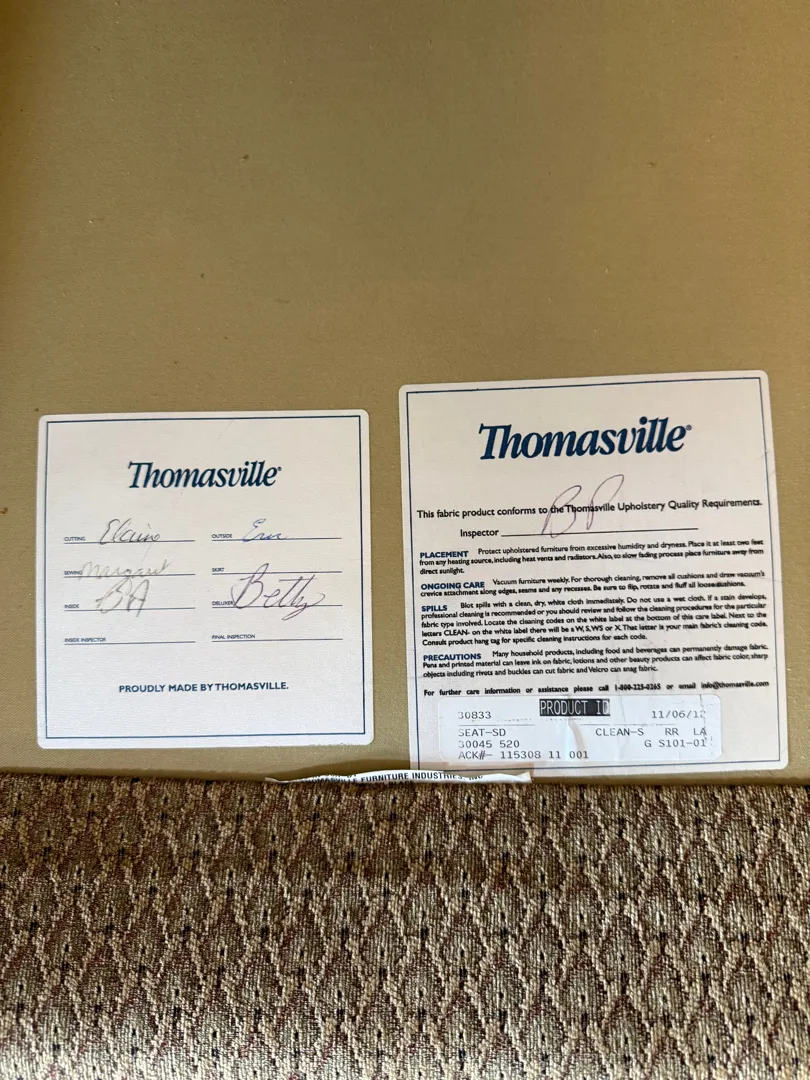 Thomasville®
CUTTING Elaine OUTSIDE
SEWING Margaret SKIRT
INSIDE BA DELUXER Betty
INSIDE INSPECTOR FINAL INSPECTION
PROUDLY MADE BY THOMASVILLE.
Thomasville®
This fabric product conforms to the Thomasville Upholstery Quality Requirements.
Inspector BP
PLACEMENT Protect upholstered furniture from excessive humidity and dryness. Place it at least two feet
from any heating source, including heat vents and radiators. Also, to slow fading process place furniture away from
direct sunlight.
ONGOING CARE Vacuum furniture weekly. For thorough cleaning, remove all cushions and draw vacuum's
crevice attachment along edges, seams and any recesses. Be sure to flip, rotate and fluff all loose cushions.
SPILLS Blot spills with a clean, dry, white cloth immediately. Do not use a wet cloth. If a stain develops,
professional cleaning is recommended or you should review and follow the cleaning procedures for the particular
fabric type involved. Locate the cleaning codes on the white label at the bottom of this care label. Next to the
letters CLEAN- on the white label there will be a W, S, WS or X. That letter is your main fabric's cleaning code.
Consult product hang tag for specific cleaning instructions for each code.
PRECAUTIONS Many household products, including food and beverages can permanently damage fabric.
Pens and printed material can leave ink on fabric, lotions and other beauty products can affect fabric color, sharp
objects including rivets and buckles can cut fabric and Velcro can snag fabric.
For further care information or assistance please call 1-800-225-0265 or email info@thomasville.com
30833 PRODUCT ID 11/06/12
SEAT-SD CLEAN-S RR LA
30045 520 G S101-01
ACK#- 115308 11 001
FURNITURE INDUSTRIES, INC